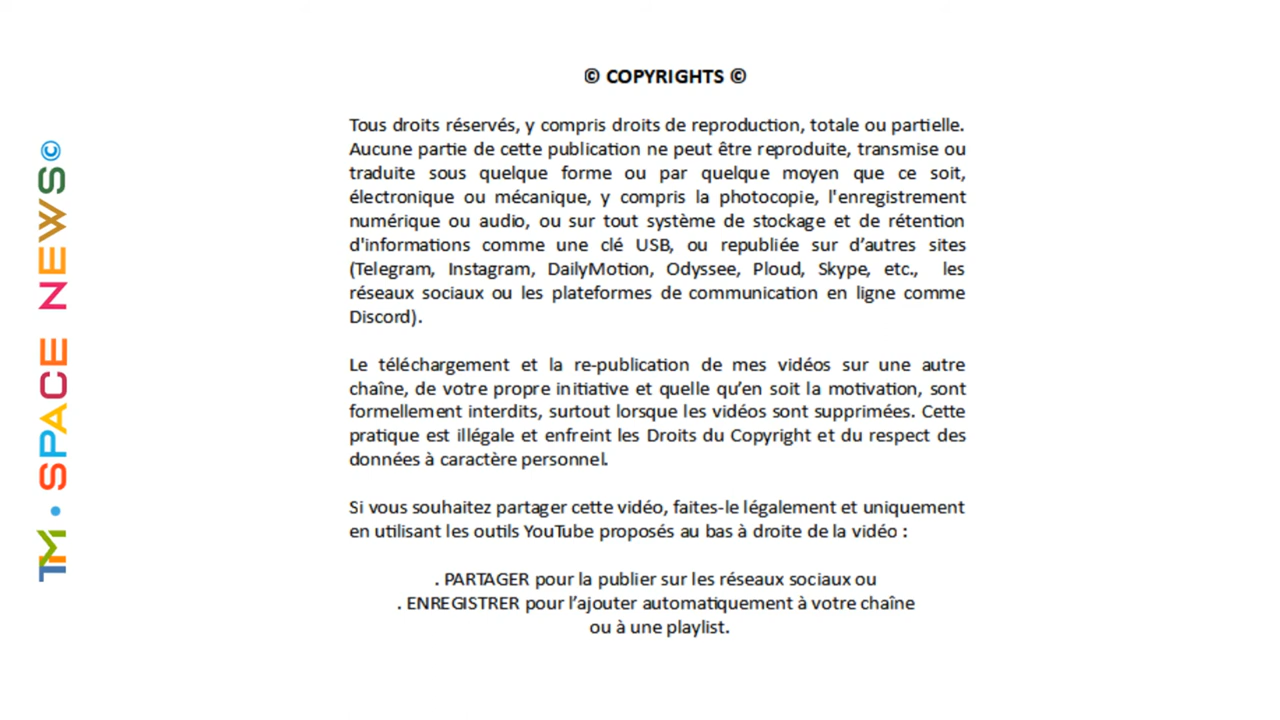 © COPYRIGHTS ©
Tous droits réservés, y compris droits de reproduction, totale ou partielle.
Aucune partie de cette publication ne peut être reproduite, transmise ou
traduite sous quelque forme ou par quelque moyen que ce soit,
électronique ou mécanique, y compris la photocopie, l'enregistrement
numérique ou audio, ou sur tout système de stockage et de rétention
d'informations comme une clé USB, ou republiée sur d’autres sites
(Telegram, Instagram, DailyMotion, Odyssee, Ploud, Skype, etc., les
réseaux sociaux ou les plateformes de communication en ligne comme
Discord).
Le téléchargement et la re-publication de mes vidéos sur une autre
chaîne, de votre propre initiative et quelle qu’en soit la motivation, sont
formellement interdits, surtout lorsque les vidéos sont supprimées. Cette
pratique est illégale et enfreint les Droits du Copyright et du respect des
données à caractère personnel.
Si vous souhaitez partager cette vidéo, faites-le légalement et uniquement
en utilisant les outils YouTube proposés au bas à droite de la vidéo :
. PARTAGER pour la publier sur les réseaux sociaux ou
. ENREGISTRER pour l’ajouter automatiquement à votre chaîne
ou à une playlist.
TM • SPACE NEWS©